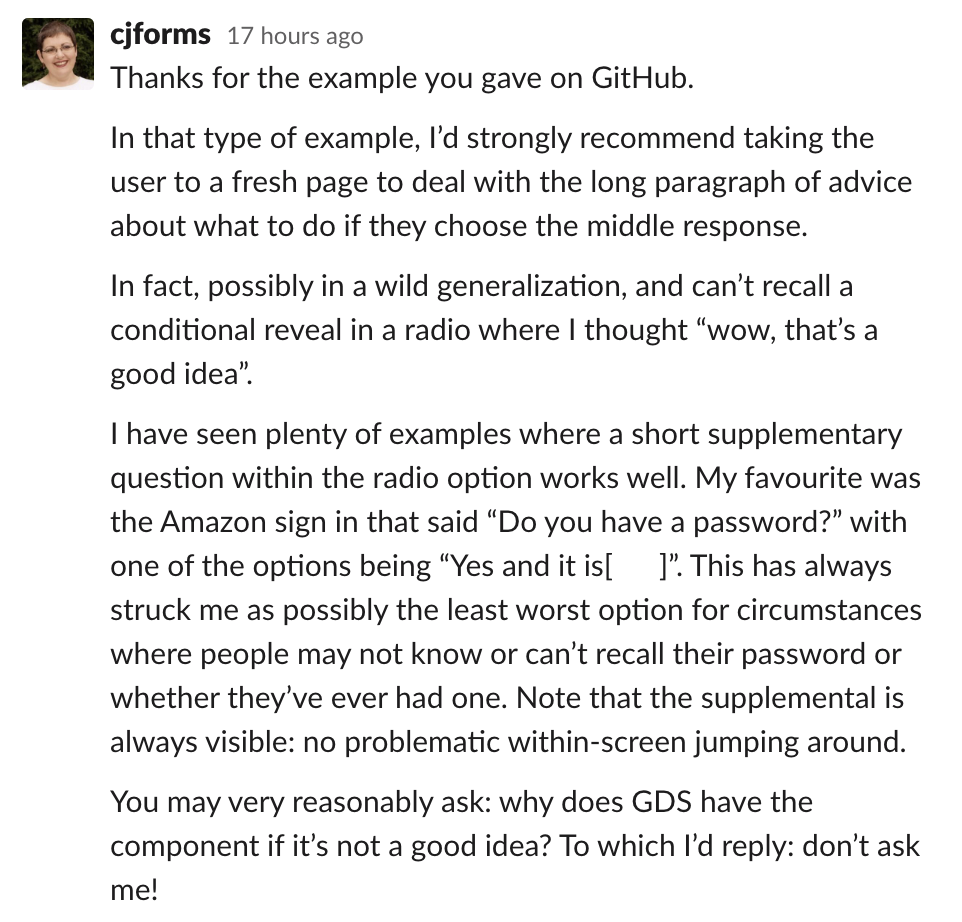 cjforms 17 hours ago
Thanks for the example you gave on GitHub.
In that type of example, I’d strongly recommend taking the
user to a fresh page to deal with the long paragraph of advice
about what to do if they choose the middle response.
In fact, possibly in a wild generalization, and can’t recall a
conditional reveal in a radio where I thought “wow, that’s a
good idea”.
I have seen plenty of examples where a short supplementary
question within the radio option works well. My favourite was
the Amazon sign in that said “Do you have a password?” with
one of the options being “Yes and it is[      ]”. This has always
struck me as possibly the least worst option for circumstances
where people may not know or can’t recall their password or
whether they’ve ever had one. Note that the supplemental is
always visible: no problematic within-screen jumping around.
You may very reasonably ask: why does GDS have the
component if it’s not a good idea? To which I’d reply: don’t ask
me!